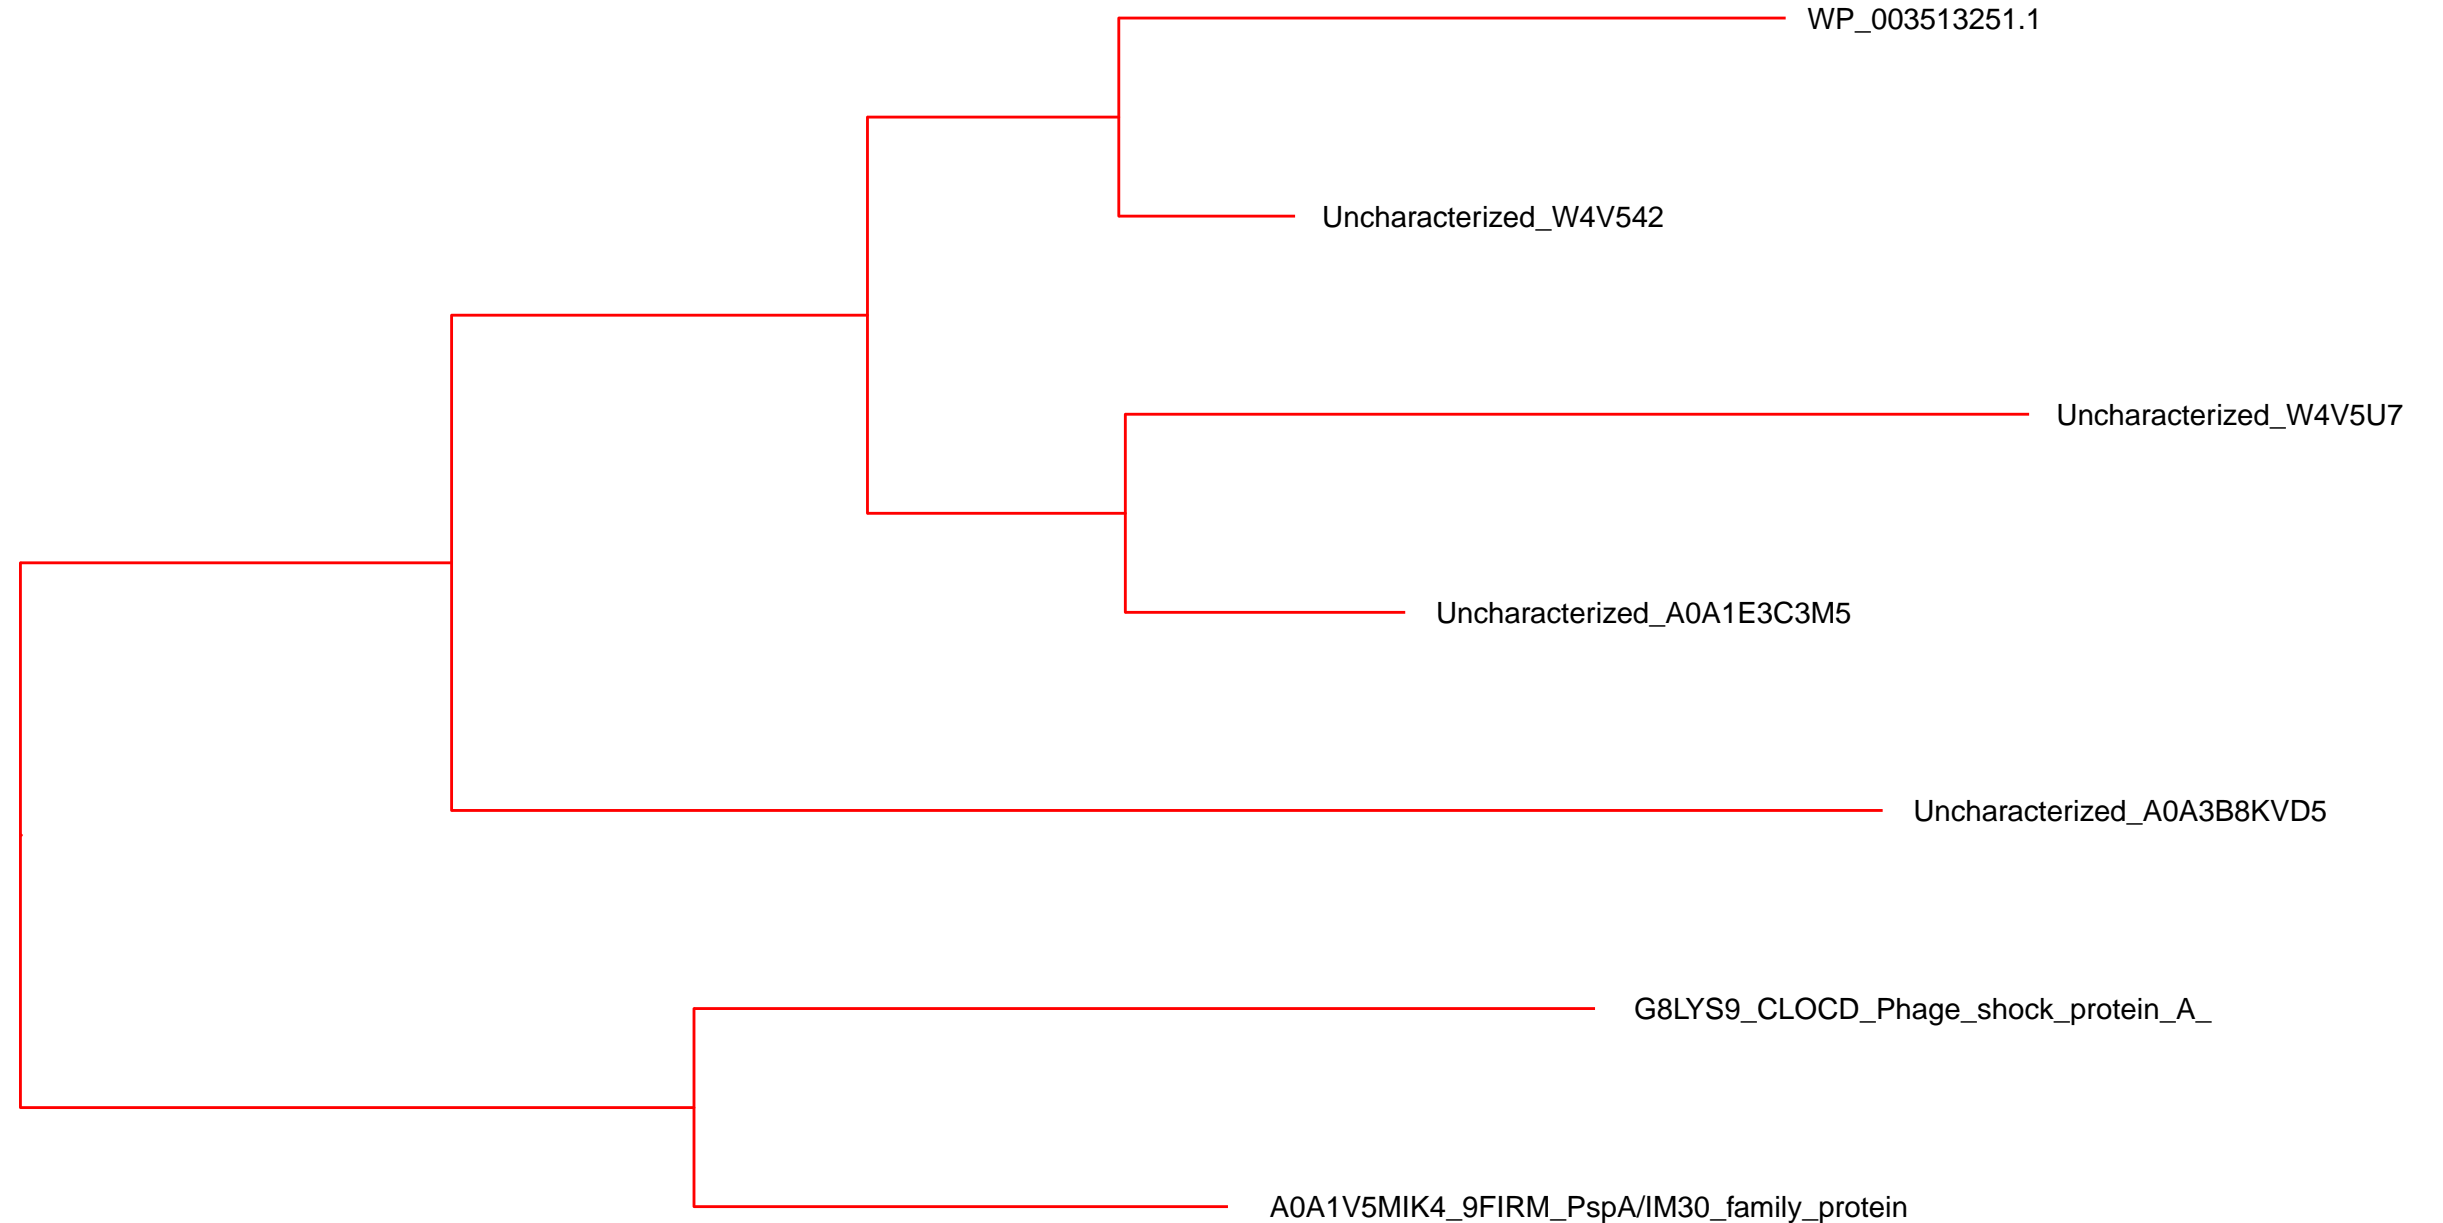 WP_003513251.1
Uncharacterized_W4V542
Uncharacterized_W4V5U7
Uncharacterized_A0A1E3C3M5
Uncharacterized_A0A3B8KVD5
G8LYS9_CLOCD_Phage_shock_protein_A_
A0A1V5MIK4_9FIRM_PspA/IM30_family_protein